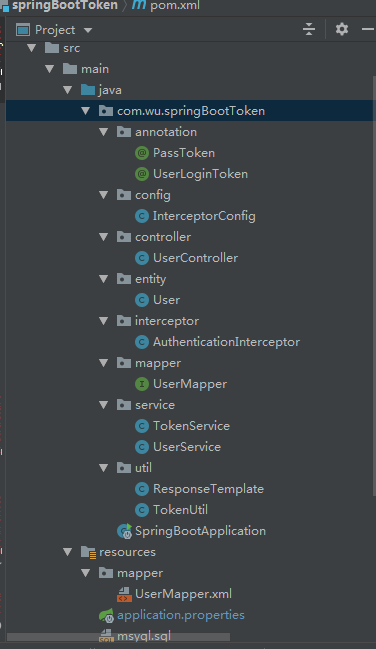 springBootToken pom.xml
Project
src
main
java
com.wu.springBootToken
annotation
PassToken
UserLoginToken
config
InterceptorConfig
controller
UserController
entity
User
interceptor
AuthenticationInterceptor
mapper
UserMapper
service
TokenService
UserService
util
ResponseTemplate
TokenUtil
SpringBootApplication
resources
mapper
UserMapper.xml
application.properties
msyql.sql